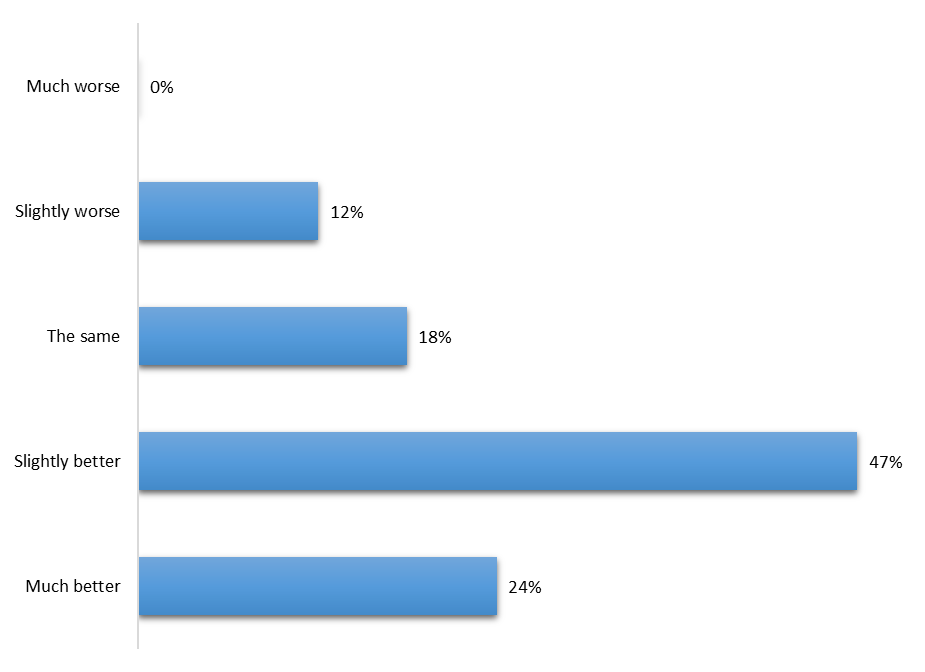 Much worse 0%
Slightly worse 12%
The same 18%
Slightly better 47%
Much better 24%